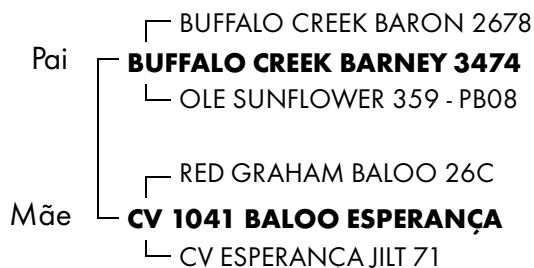 BUFFALO CREEK BARON 2678
Pai BUFFALO CREEK BARNEY 3474
OLE SUNFLOWER 359 - PB08
RED GRAHAM BALOO 26C
Mãe CV 1041 BALOO ESPERANÇA
CV ESPERANÇA JILT 71